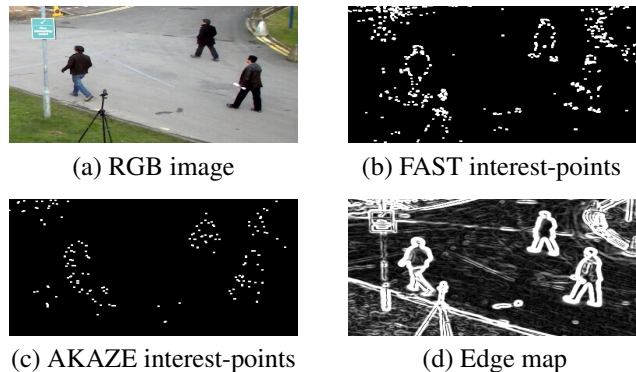 (a) RGB image
(b) FAST interest-points
(c) AKAZE interest-points
(d) Edge map